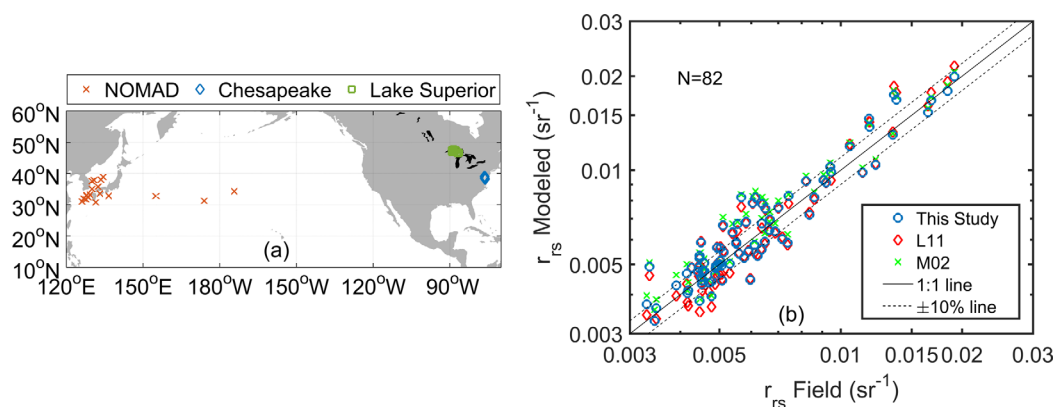 NOMAD Chesapeake Lake Superior
60°N
50°N
40°N
30°N
20°N
10°N
120°E 150°E 180°W 150°W 120°W 90°W
(a)
r_rs Modeled (sr^-1)
0.03
0.02
0.015
0.01
0.005
0.003
N=82
This Study
L11
M02
1:1 line
±10% line
(b)
0.003 0.005 0.01 0.015 0.02 0.03
r_rs Field (sr^-1)